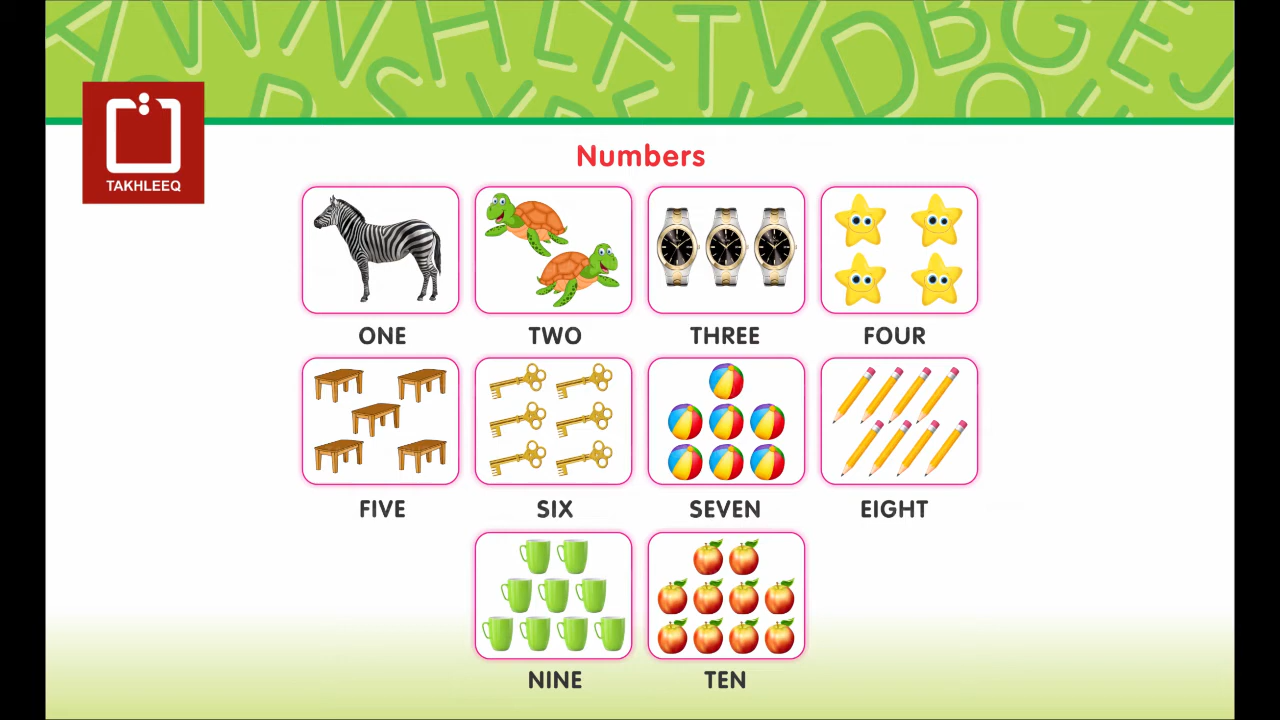 TAKHLEEQ
Numbers
ONE TWO THREE FOUR
FIVE SIX SEVEN EIGHT
NINE TEN